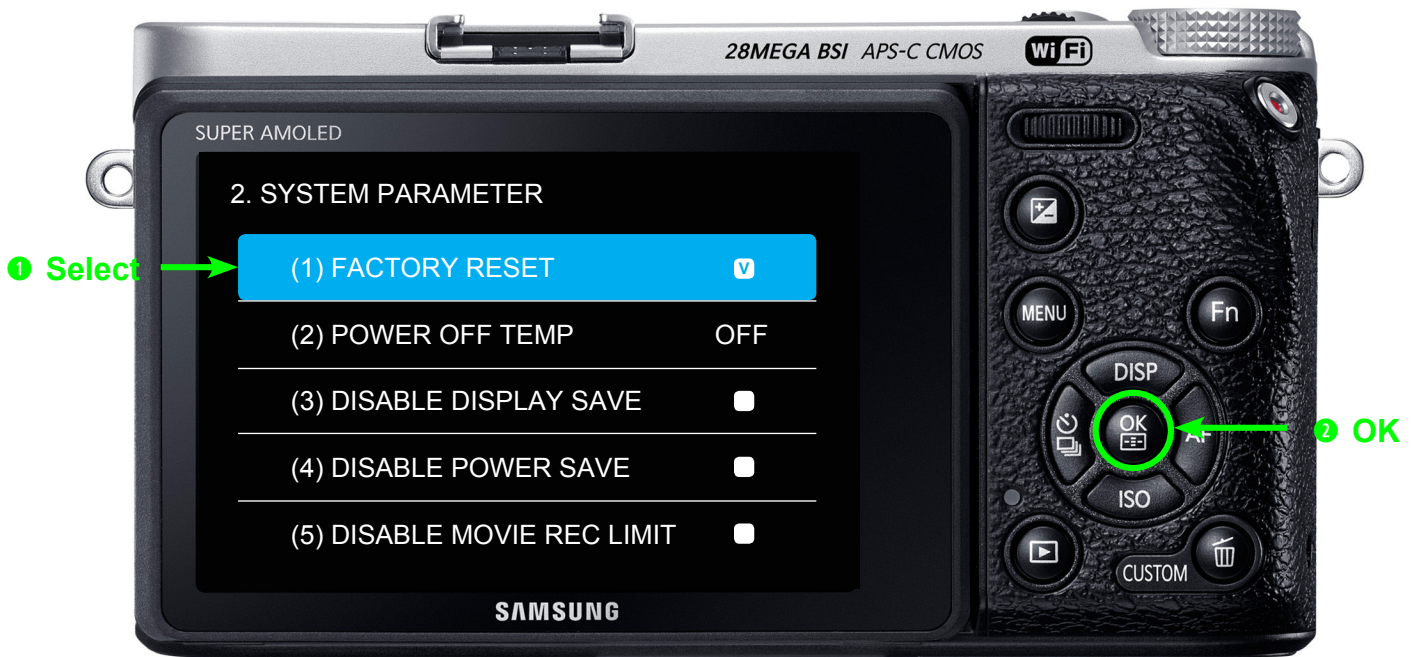 28MEGA BSI APS-C CMOS
Wi Fi
SUPER AMOLED
2. SYSTEM PARAMETER
❶ Select
(1) FACTORY RESET V
(2) POWER OFF TEMP OFF
(3) DISABLE DISPLAY SAVE
(4) DISABLE POWER SAVE
(5) DISABLE MOVIE REC LIMIT
SAMSUNG
MENU
Fn
DISP
OK
AF
❷ OK
ISO
CUSTOM